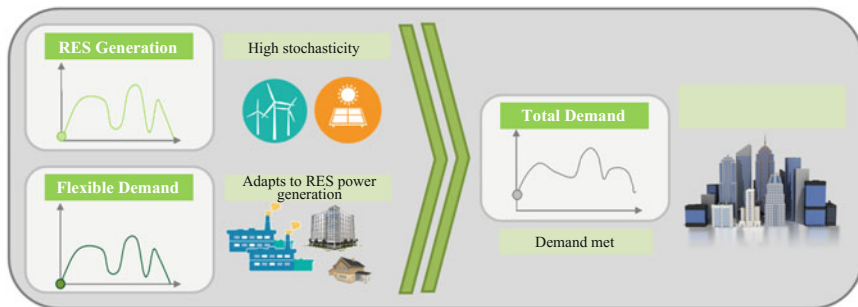 RES Generation
High stochasticity
Flexible Demand
Adapts to RES power
generation
Total Demand
Demand met